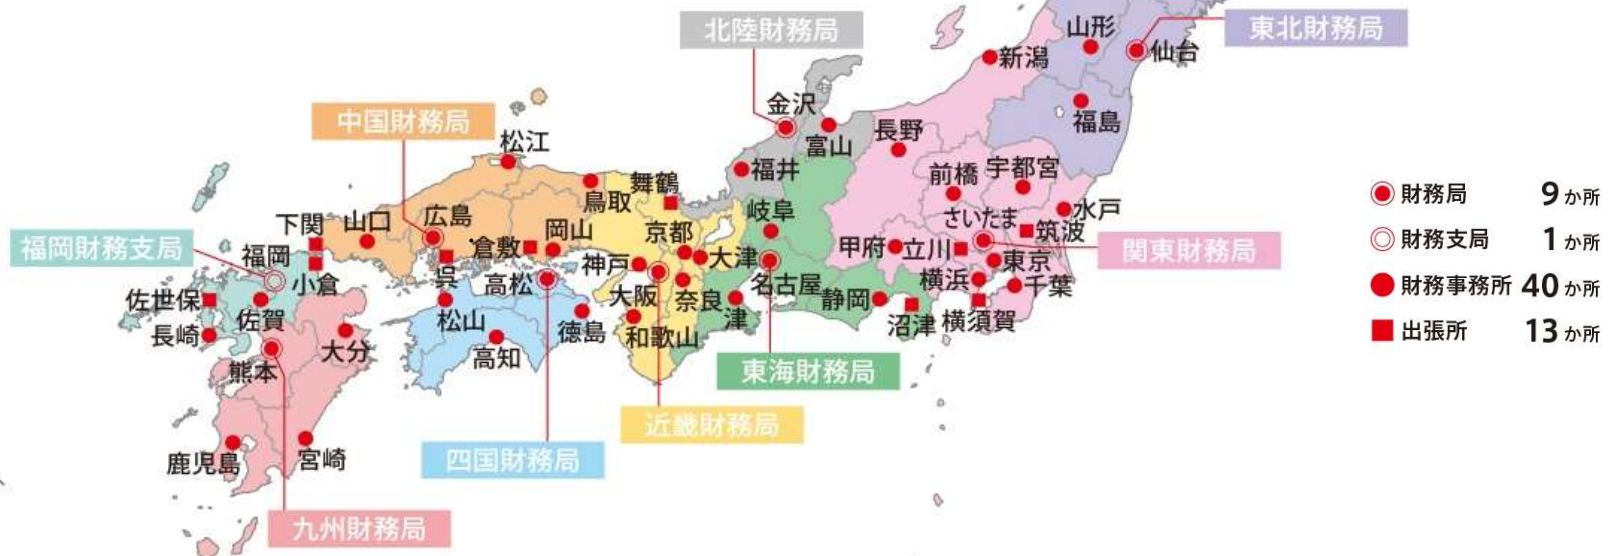 北陸財務局
東北財務局
山形
仙台
新潟
金沢
中国財務局
福島
松江
富山
長野
福井
前橋
宇都宮
舞鶴
鳥取
財務局 9か所
岐阜
さいたま
水戸
下関
山口
広島
岡山
京都
筑波
福岡財務支局
福岡
倉敷
大津
甲府
立川
関東財務局
財務支局 1か所
神戸
東京
小倉
呉
高松
名古屋
横浜
千葉
財務事務所 40か所
佐世保
大阪
奈良
静岡
佐賀
松山
徳島
津
沼津
横須賀
出張所 13か所
長崎
和歌山
大分
高知
熊本
東海財務局
近畿財務局
四国財務局
鹿児島
宮崎
九州財務局